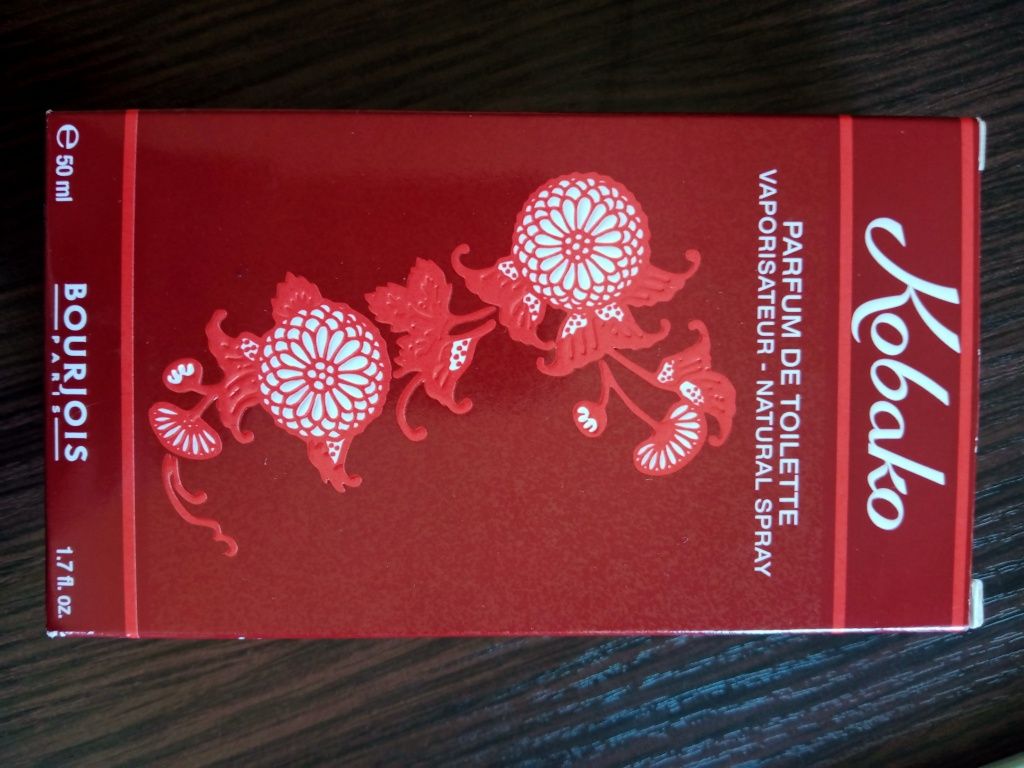 Kobako
PARFUM DE TOILETTE
VAPORISATEUR - NATURAL SPRAY
℮ 50 ml
BOURJOIS
PARIS
1.7 fl. oz.